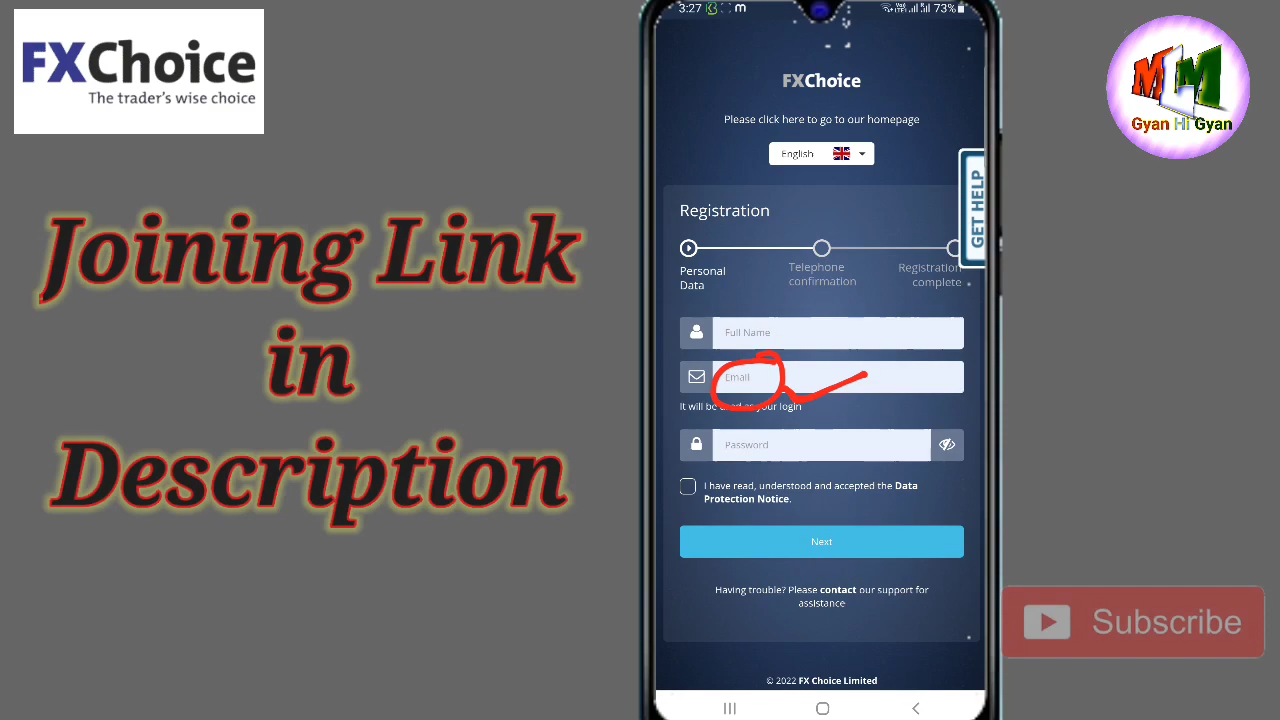 FXChoice
The trader's wise choice
Joining Link
in
Description
3:27
m
73%
FXChoice
Please click here to go to our homepage
English
GET HELP
Registration
Personal
Data
Telephone
confirmation
Registration
complete
Full Name
Email
It will be used as your login
Password
I have read, understood and accepted the Data
Protection Notice.
Next
Having trouble? Please contact our support for
assistance
© 2022 FX Choice Limited
MLM
Gyan Hi Gyan
Subscribe